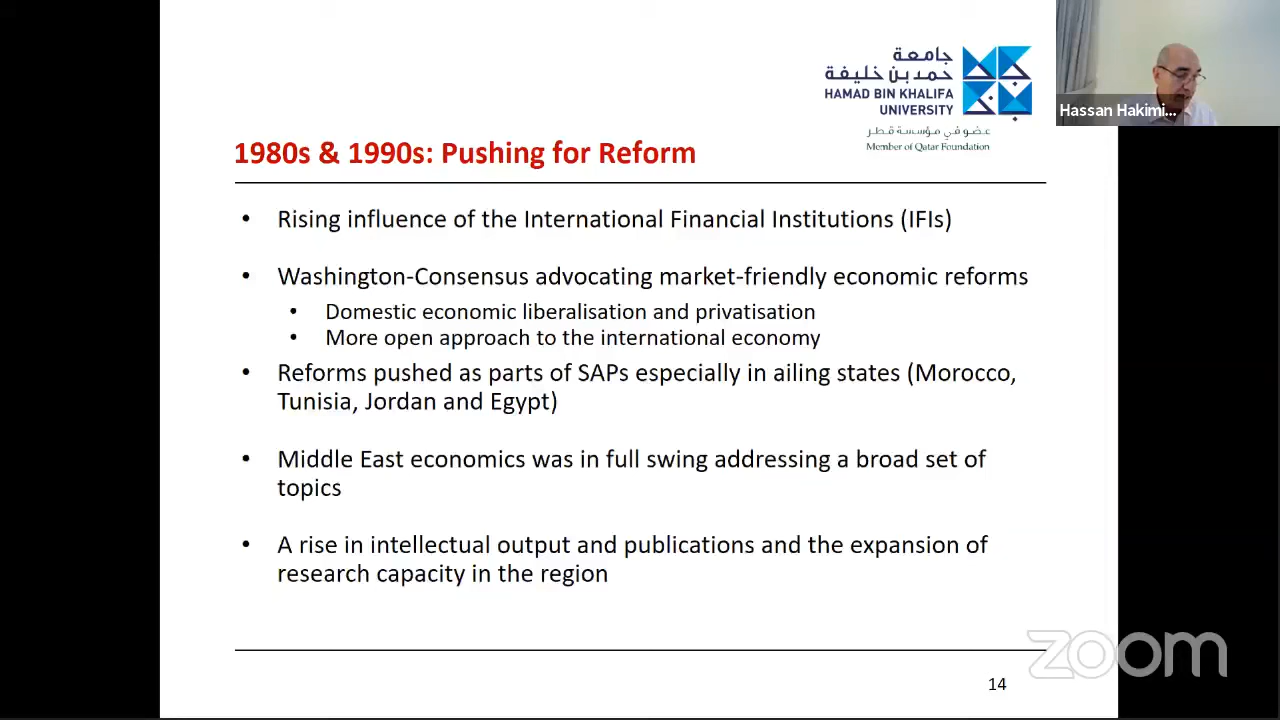 جامعة
حمد بن خليفة
HAMAD BIN KHALIFA
UNIVERSITY
عضو في مؤسسة قطر
Member of Qatar Foundation
Hassan Hakimi...
1980s & 1990s: Pushing for Reform
• Rising influence of the International Financial Institutions (IFIs)
• Washington-Consensus advocating market-friendly economic reforms
• Domestic economic liberalisation and privatisation
• More open approach to the international economy
• Reforms pushed as parts of SAPs especially in ailing states (Morocco,
Tunisia, Jordan and Egypt)
• Middle East economics was in full swing addressing a broad set of
topics
• A rise in intellectual output and publications and the expansion of
research capacity in the region
zoom
14